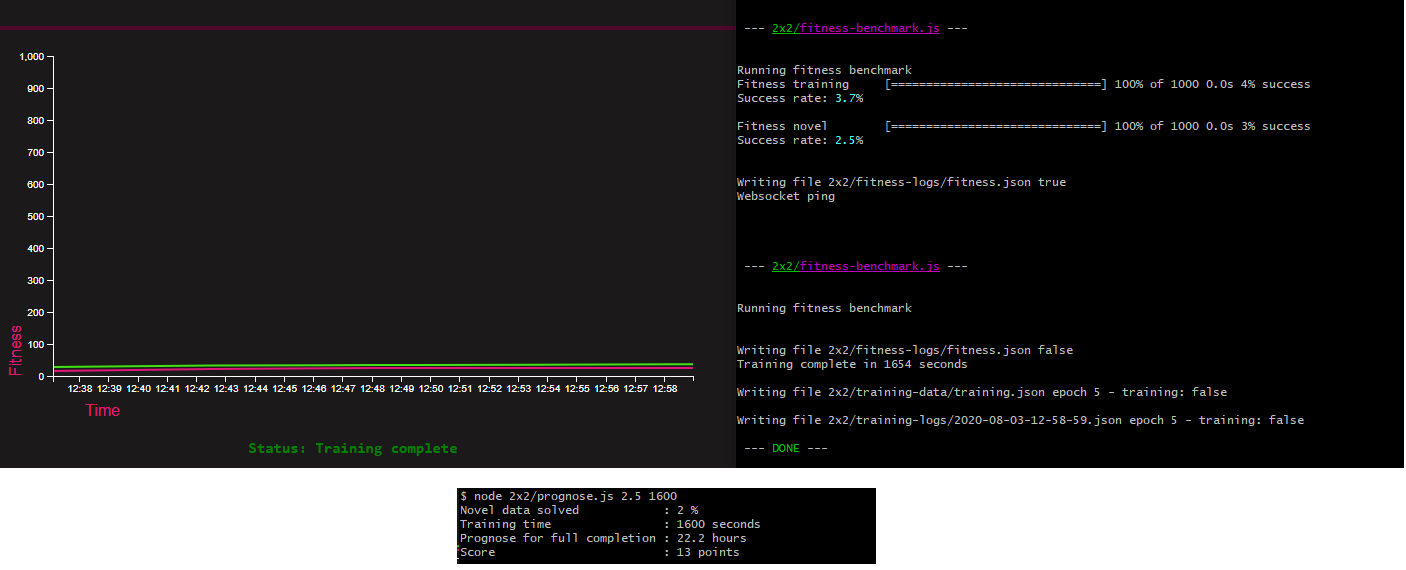 1,000
900
800
700
600
500
400
300
200
100
0
Fitness
12:38 12:39 12:40 12:41 12:42 12:43 12:44 12:45 12:46 12:47 12:48 12:49 12:50 12:51 12:52 12:53 12:54 12:55 12:56 12:57 12:58
Time
Status: Training complete
--- 2x2/fitness-benchmark.js ---
Running fitness benchmark
Fitness training [==============================] 100% of 1000 0.0s 4% success
Success rate: 3.7%
Fitness novel [==============================] 100% of 1000 0.0s 3% success
Success rate: 2.5%
Writing file 2x2/fitness-logs/fitness.json true
Websocket ping
--- 2x2/fitness-benchmark.js ---
Running fitness benchmark
Writing file 2x2/fitness-logs/fitness.json false
Training complete in 1654 seconds
Writing file 2x2/training-data/training.json epoch 5 - training: false
Writing file 2x2/training-logs/2020-08-03-12-58-59.json epoch 5 - training: false
--- DONE ---
$ node 2x2/prognose.js 2.5 1600
Novel data solved : 2 %
Training time : 1600 seconds
Prognose for full completion : 22.2 hours
Score : 13 points